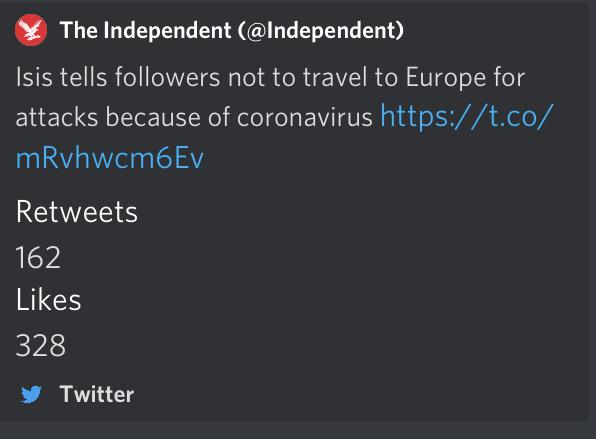 The Independent (@Independent)
Isis tells followers not to travel to Europe for
attacks because of coronavirus https://t.co/
mRvhwcm6Ev
Retweets
162
Likes
328
Twitter